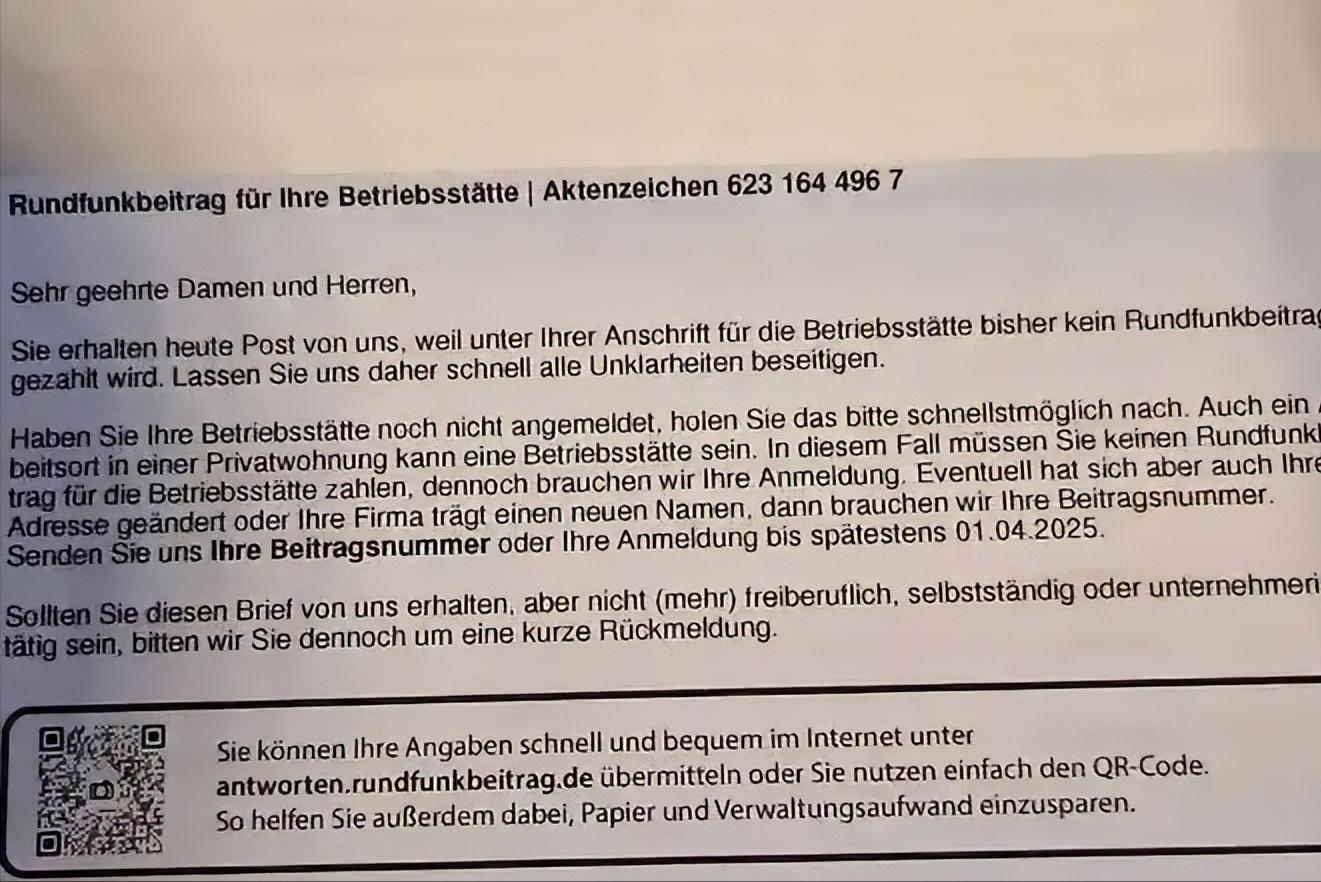 Rundfunkbeitrag für Ihre Betriebsstätte | Aktenzeichen 623 164 496 7
Sehr geehrte Damen und Herren,
Sie erhalten heute Post von uns, weil unter Ihrer Anschrift für die Betriebsstätte bisher kein Rundfunkbeitrag
gezahlt wird. Lassen Sie uns daher schnell alle Unklarheiten beseitigen.
Haben Sie Ihre Betriebsstätte noch nicht angemeldet, holen Sie das bitte schnellstmöglich nach. Auch ein
beitsort in einer Privatwohnung kann eine Betriebsstätte sein. In diesem Fall müssen Sie keinen Rundfunk
trag für die Betriebsstätte zahlen, dennoch brauchen wir Ihre Anmeldung. Eventuell hat sich aber auch Ihre
Adresse geändert oder Ihre Firma trägt einen neuen Namen, dann brauchen wir Ihre Beitragsnummer.
Senden Sie uns Ihre Beitragsnummer oder Ihre Anmeldung bis spätestens 01.04.2025.
Sollten Sie diesen Brief von uns erhalten, aber nicht (mehr) freiberuflich, selbstständig oder unternehmeri
tätig sein, bitten wir Sie dennoch um eine kurze Rückmeldung.
Sie können Ihre Angaben schnell und bequem im Internet unter
antworten.rundfunkbeitrag.de übermitteln oder Sie nutzen einfach den QR-Code.
So helfen Sie außerdem dabei, Papier und Verwaltungsaufwand einzusparen.